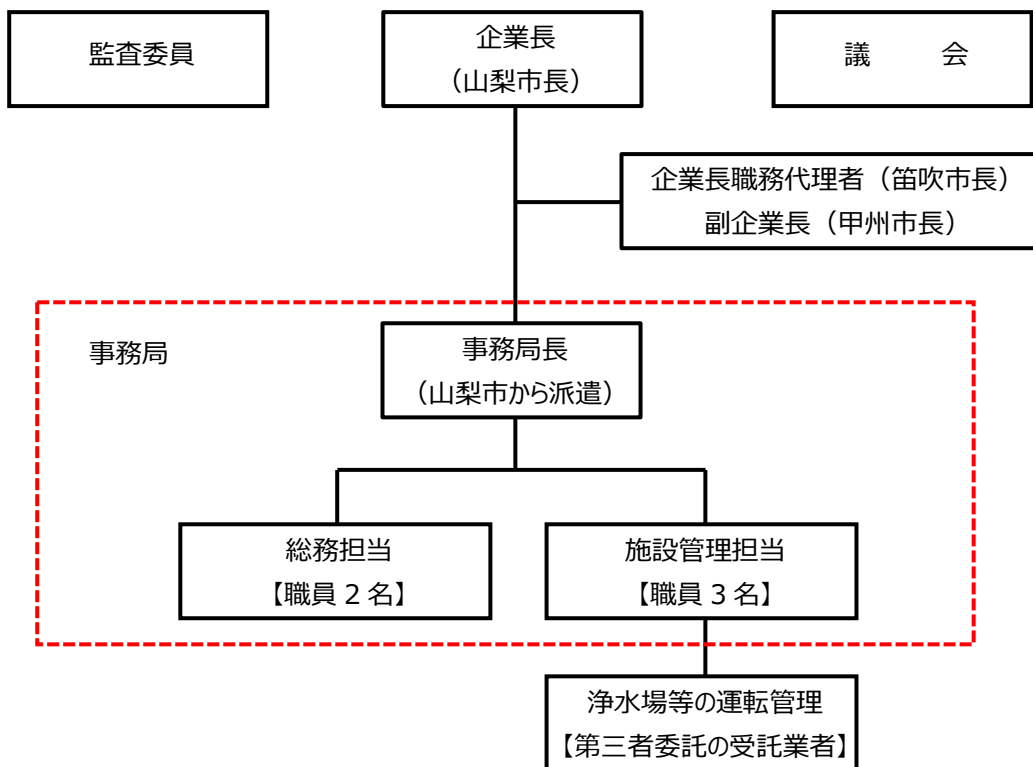 監査委員
企業長
（山梨市長）
議　　会
企業長職務代理者（笛吹市長）
副企業長（甲州市長）
事務局
事務局長
（山梨市から派遣）
総務担当
【職員２名】
施設管理担当
【職員３名】
浄水場等の運転管理
【第三者委託の受託業者】